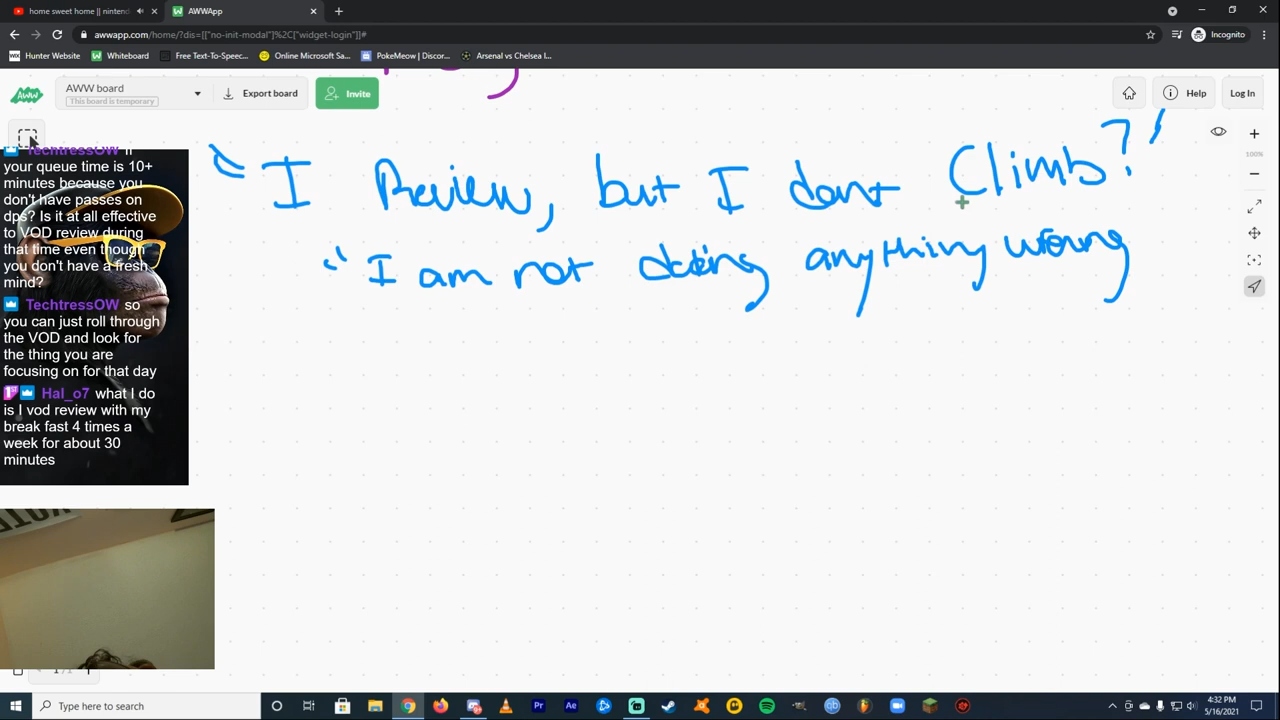 home sweet home || nintend
AWWApp
awwapp.com/home/?dis=[["no-init-modal"]%2C["widget-login"]]#
Incognito
Hunter Website
Whiteboard
Free Text-To-Speec...
Online Microsoft Sa...
PokeMeow | Discor...
Arsenal vs Chelsea l...
AWW board
This board is temporary
Export board
Invite
Help
Log In
100%
TechtressOW If
your queue time is 10+
minutes because you
don't have passes on
dps? Is it at all effective
to VOD review during
that time even though
you don't have a fresh
mind?
TechtressOW so
you can just roll through
the VOD and look for
the thing you are
focusing on for that day
Hal_o7 what I do
is I vod review with my
break fast 4 times a
week for about 30
minutes
"I Review, but I dont Climb?"
"I am not doing anything wrong
1 / 1
Type here to search
4:32 PM
5/16/2021